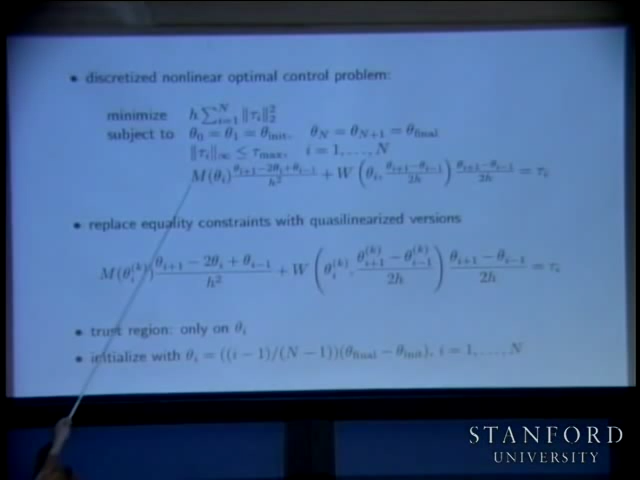 • discretized nonlinear optimal control problem:
minimize h∑_{i=1}^{N} ‖τ_i‖_2^2
subject to θ_0 = θ_1 = θ_init, θ_N = θ_{N+1} = θ_final
‖τ_i‖_∞ ≤ τ_max, i = 1, . . . , N
M(θ_i) (θ_{i+1}−2θ_i+θ_{i−1})/h^2 + W (θ_i, (θ_{i+1}−θ_{i−1})/2h) (θ_{i+1}−θ_{i−1})/2h = τ_i
• replace equality constraints with quasilinearized versions
M(θ_i^{(k)}) (θ_{i+1} − 2θ_i + θ_{i−1})/h^2 + W (θ_i^{(k)}, (θ_{i+1}^{(k)} − θ_{i−1}^{(k)})/2h) (θ_{i+1} − θ_{i−1})/2h = τ_i
• trust region: only on θ_i
• initialize with θ_i = ((i−1)/(N−1))(θ_final − θ_init), i = 1, . . . , N
STANFORD
UNIVERSITY